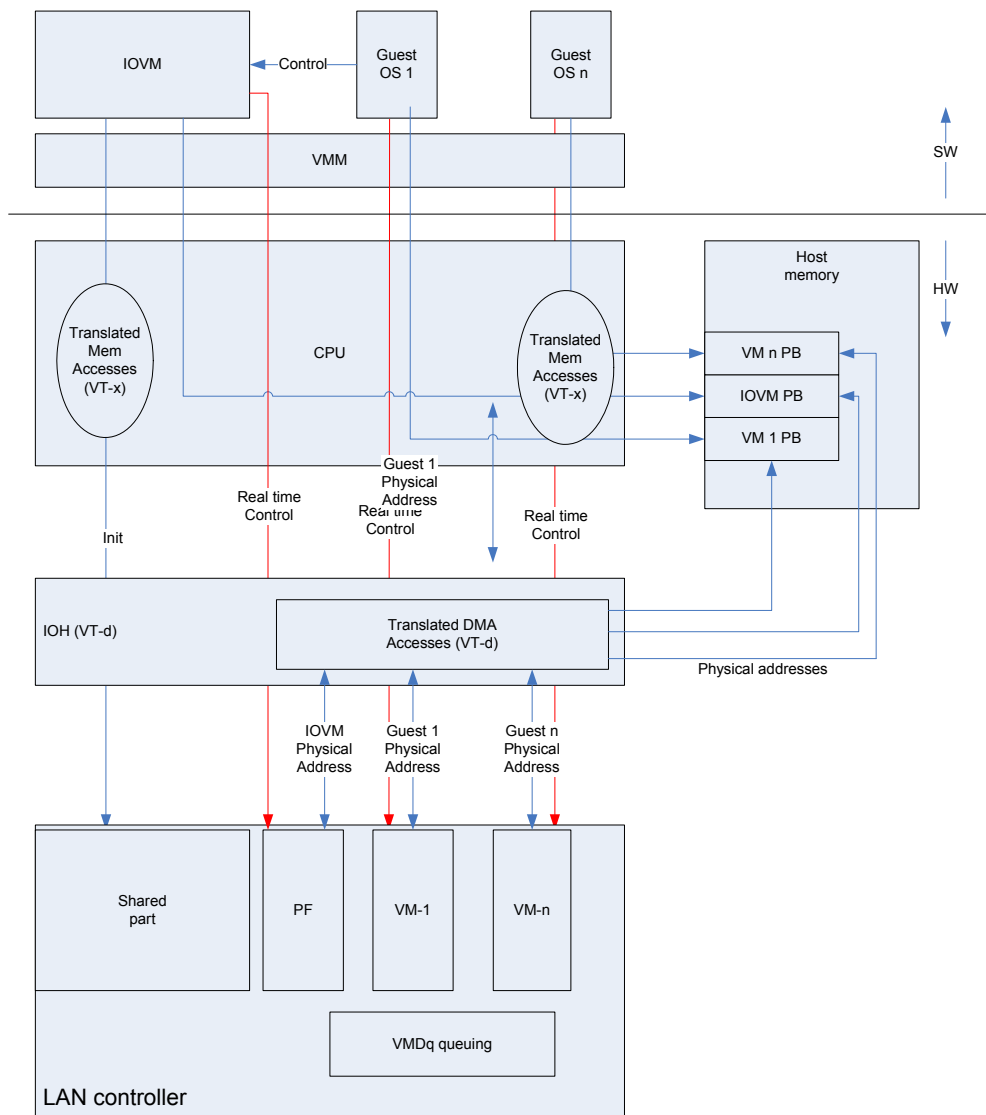 IOVM
Control
Guest
OS 1
Guest
OS n
VMM
SW
HW
Host
memory
Translated
Mem
Accesses
(VT-x)
CPU
Translated
Mem
Accesses
(VT-x)
VM n PB
IOVM PB
VM 1 PB
Guest 1
Physical
Address
Real time
Control
Real time
Control
Real time
Control
Init
IOH (VT-d)
Translated DMA
Accesses (VT-d)
Physical addresses
IOVM
Physical
Address
Guest 1
Physical
Address
Guest n
Physical
Address
Shared
part
PF
VM-1
VM-n
VMDq queuing
LAN controller